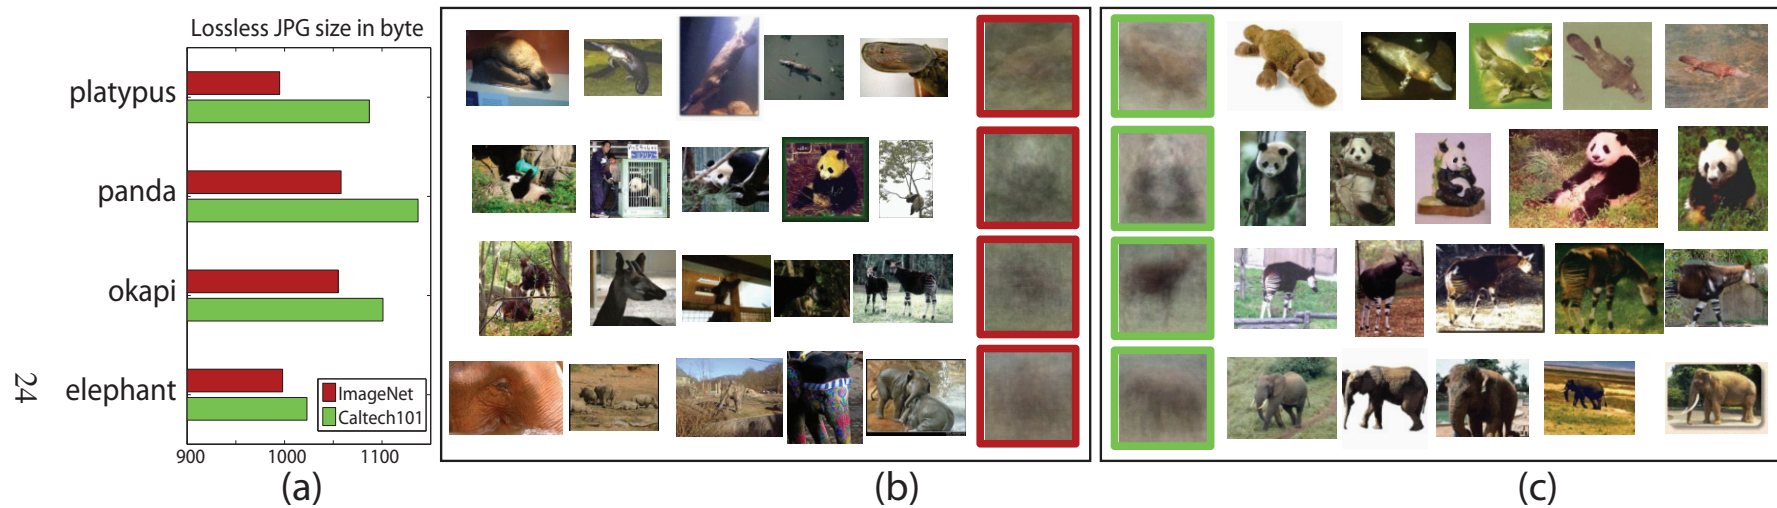 Lossless JPG size in byte
platypus
panda
okapi
elephant
ImageNet
Caltech101
900
1000
1100
(a)
(b)
(c)
24